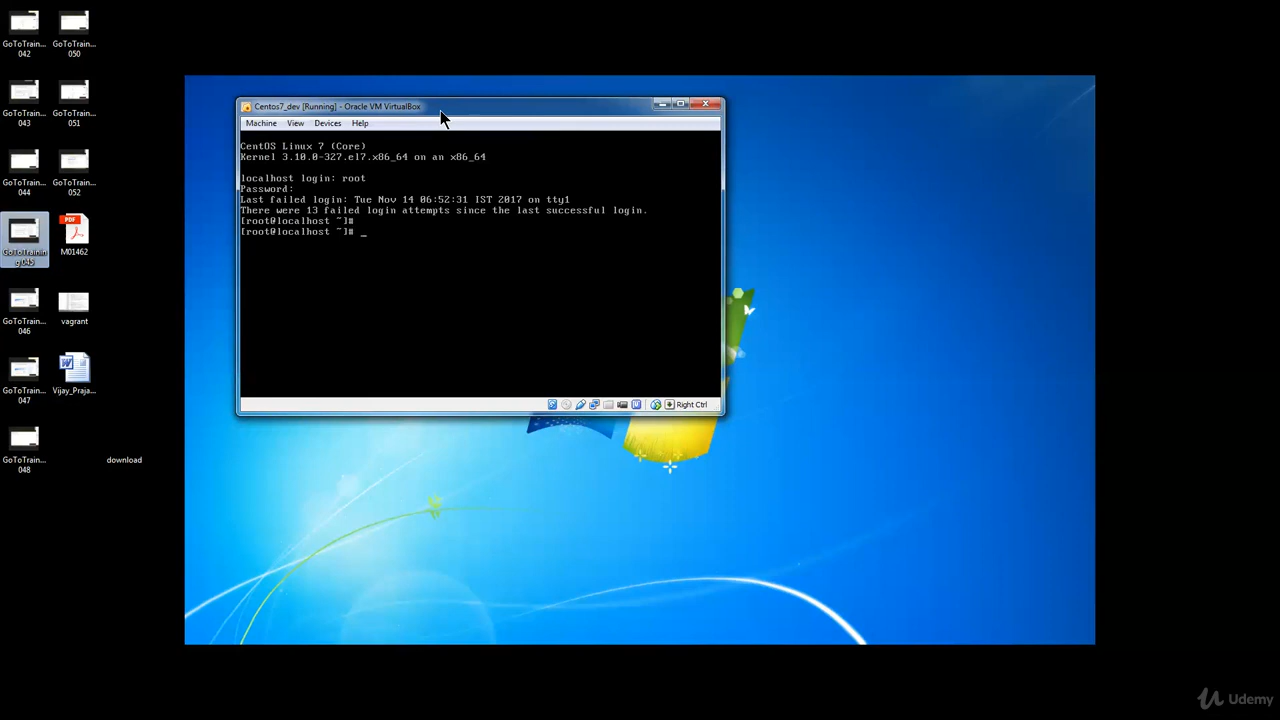 GoToTrain...
042
GoToTrain...
050
GoToTrain...
043
GoToTrain...
051
GoToTrain...
044
GoToTrain...
052
GoToTraining
045
PDF
M01462
GoToTrain...
046
vagrant
GoToTrain...
047
Vijay_Praja...
GoToTrain...
048
download
Centos7_dev [Running] - Oracle VM VirtualBox
Machine View Devices Help
CentOS Linux 7 (Core)
Kernel 3.10.0-327.el7.x86_64 on an x86_64
localhost login: root
Password:
Last failed login: Tue Nov 14 06:52:31 IST 2017 on tty1
There were 13 failed login attempts since the last successful login.
[root@localhost ~]#
[root@localhost ~]# _
Right Ctrl
Udemy